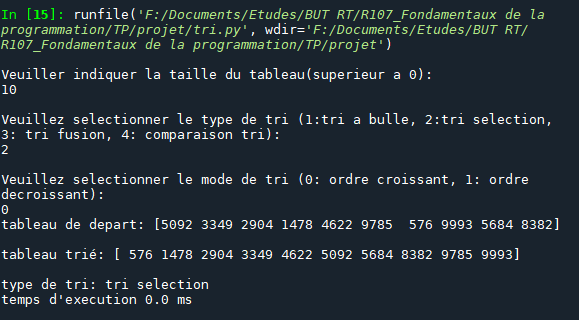 In [15]: runfile('F:/Documents/Etudes/BUT RT/R107_Fondamentaux de la
programmation/TP/projet/tri.py', wdir='F:/Documents/Etudes/BUT RT/
R107_Fondamentaux de la programmation/TP/projet')
Veuiller indiquer la taille du tableau(superieur a 0):
10
Veuillez selectionner le type de tri (1:tri a bulle, 2:tri selection,
3: tri fusion, 4: comparaison tri):
2
Veuillez selectionner le mode de tri (0: ordre croissant, 1: ordre
decroissant):
0
tableau de depart: [5092 3349 2904 1478 4622 9785  576 9993 5684 8382]
tableau trié: [ 576 1478 2904 3349 4622 5092 5684 8382 9785 9993]
type de tri: tri selection
temps d'execution 0.0 ms